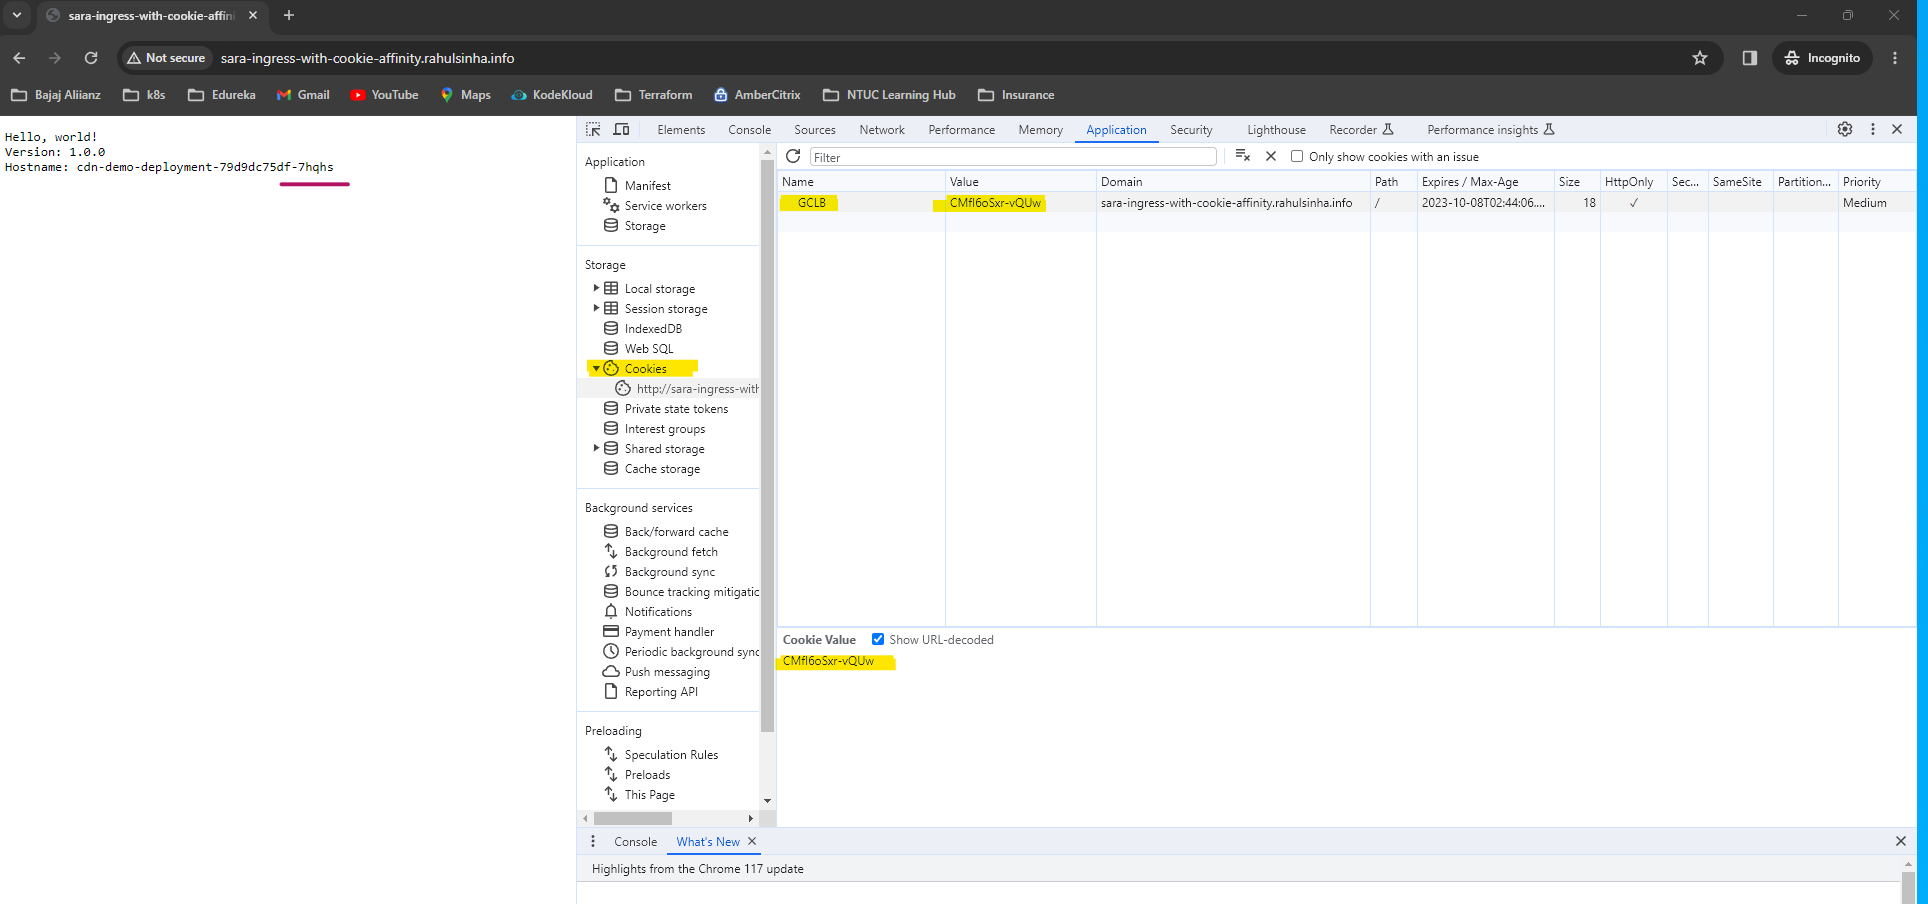 sara-ingress-with-cookie-affini
Not secure
sara-ingress-with-cookie-affinity.rahulsinha.info
Incognito
Bajaj Aliianz
k8s
Edureka
Gmail
YouTube
Maps
KodeKloud
Terraform
AmberCitrix
NTUC Learning Hub
Insurance
Hello, world!
Version: 1.0.0
Hostname: cdn-demo-deployment-79d9dc75df-7hqhs
Elements
Console
Sources
Network
Performance
Memory
Application
Security
Lighthouse
Recorder
Performance insights
Application
Manifest
Service workers
Storage
Storage
Local storage
Session storage
IndexedDB
Web SQL
Cookies
http://sara-ingress-with
Private state tokens
Interest groups
Shared storage
Cache storage
Background services
Back/forward cache
Background fetch
Background sync
Bounce tracking mitigatio
Notifications
Payment handler
Periodic background sync
Push messaging
Reporting API
Preloading
Speculation Rules
Preloads
This Page
Filter
Only show cookies with an issue
Name Value Domain Path Expires / Max-Age Size HttpOnly Sec... SameSite Partition... Priority
GCLB CMfI6oSxr-vQUw sara-ingress-with-cookie-affinity.rahulsinha.info / 2023-10-08T02:44:06.... 18 ✓ Medium
Cookie Value Show URL-decoded
CMfI6oSxr-vQUw
Console
What's New
Highlights from the Chrome 117 update